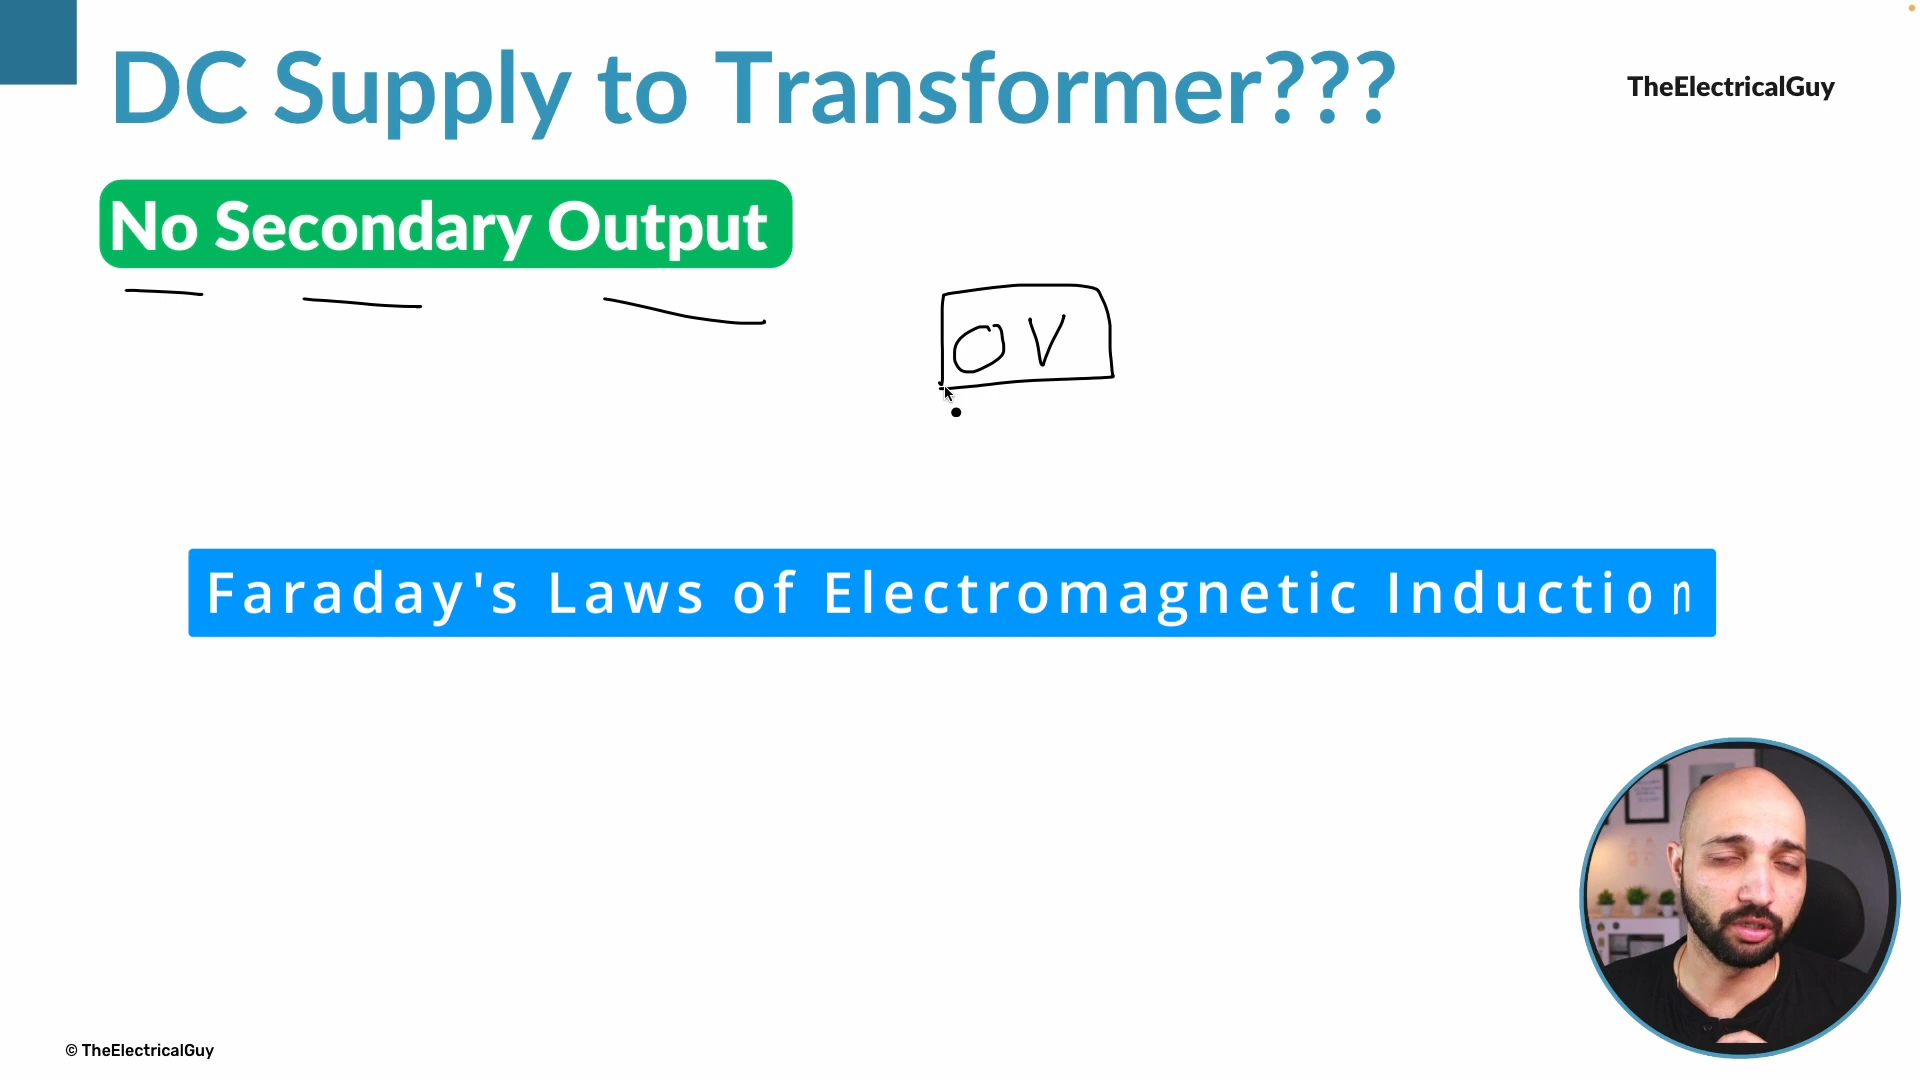 DC Supply to Transformer???
TheElectricalGuy
No Secondary Output
0 V
Faraday's Laws of Electromagnetic Induction
© TheElectricalGuy